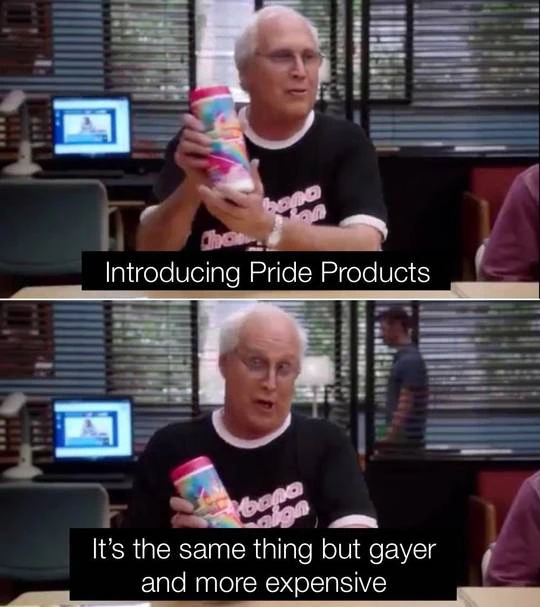 Introducing Pride Products
It's the same thing but gayer
and more expensive